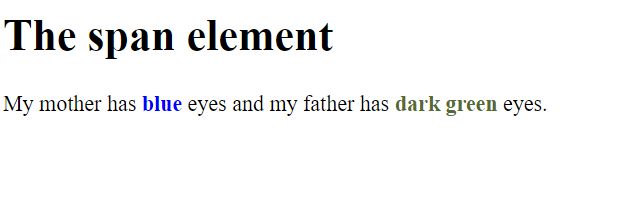 The span element
My mother has blue eyes and my father has dark green eyes.